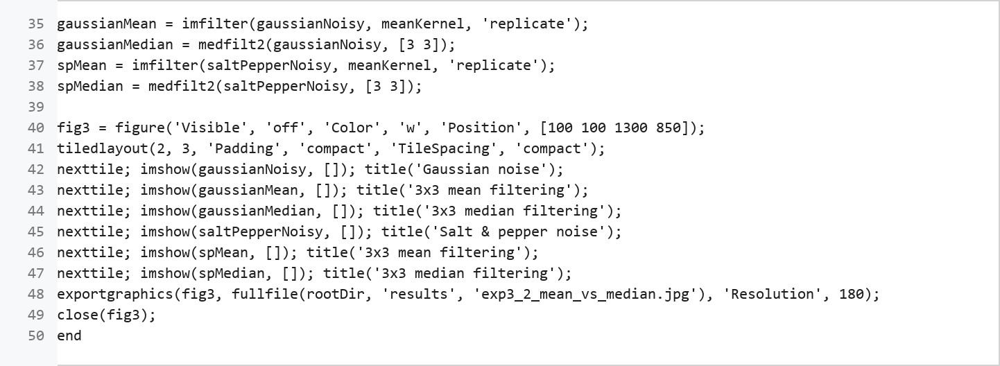 35 gaussianMean = imfilter(gaussianNoisy, meanKernel, 'replicate');
36 gaussianMedian = medfilt2(gaussianNoisy, [3 3]);
37 spMean = imfilter(saltPepperNoisy, meanKernel, 'replicate');
38 spMedian = medfilt2(saltPepperNoisy, [3 3]);
39
40 fig3 = figure('Visible', 'off', 'Color', 'w', 'Position', [100 100 1300 850]);
41 tiledlayout(2, 3, 'Padding', 'compact', 'TileSpacing', 'compact');
42 nexttile; imshow(gaussianNoisy, []); title('Gaussian noise');
43 nexttile; imshow(gaussianMean, []); title('3x3 mean filtering');
44 nexttile; imshow(gaussianMedian, []); title('3x3 median filtering');
45 nexttile; imshow(saltPepperNoisy, []); title('Salt & pepper noise');
46 nexttile; imshow(spMean, []); title('3x3 mean filtering');
47 nexttile; imshow(spMedian, []); title('3x3 median filtering');
48 exportgraphics(fig3, fullfile(rootDir, 'results', 'exp3_2_mean_vs_median.jpg'), 'Resolution', 180);
49 close(fig3);
50 end